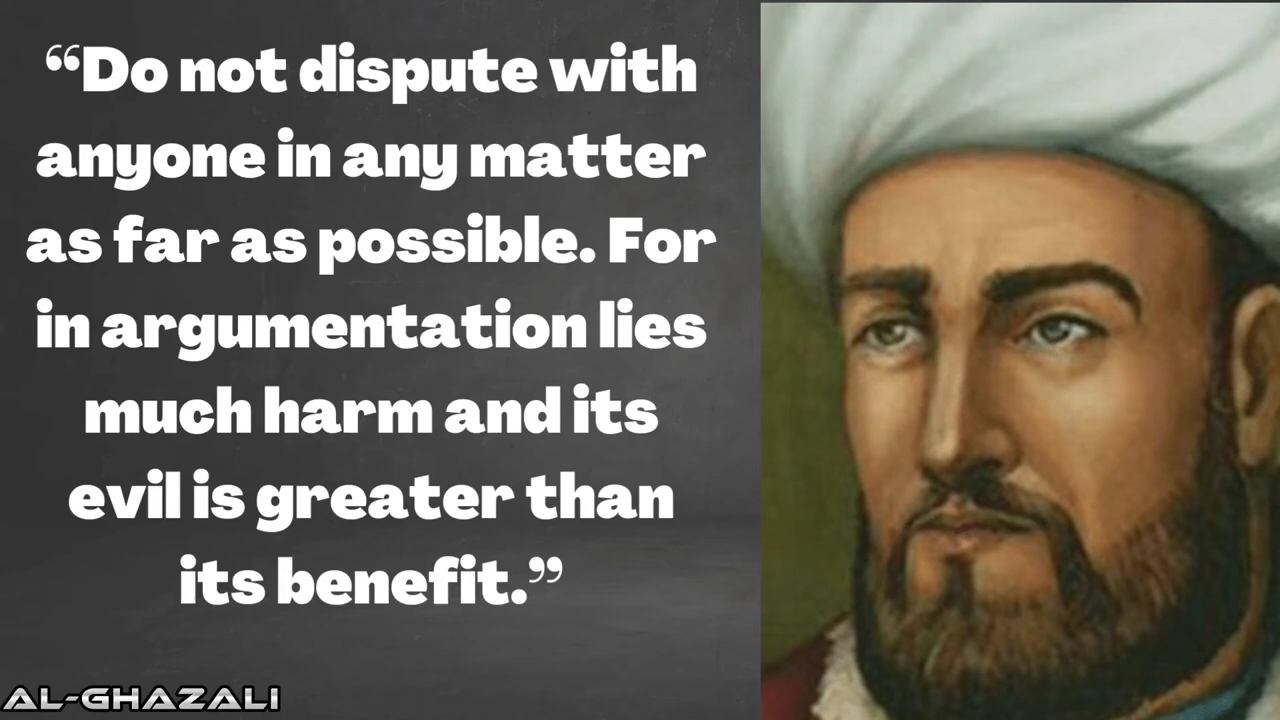 “Do not dispute with
anyone in any matter
as far as possible. For
in argumentation lies
much harm and its
evil is greater than
its benefit.”
AL-GHAZALI